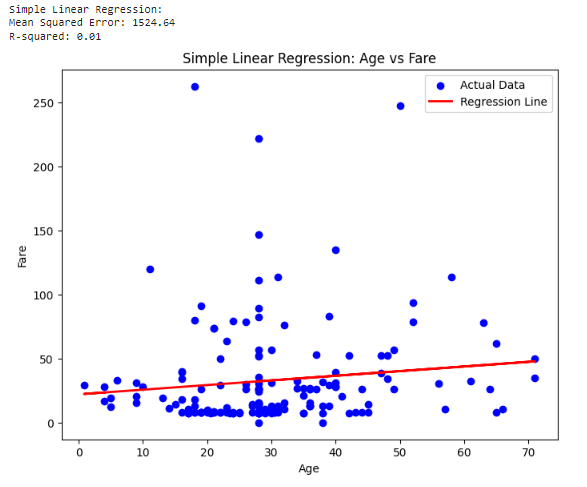 Simple Linear Regression:
Mean Squared Error: 1524.64
R-squared: 0.01
Simple Linear Regression: Age vs Fare
Actual Data
Regression Line
250
200
150
100
50
0
Fare
0 10 20 30 40 50 60 70
Age